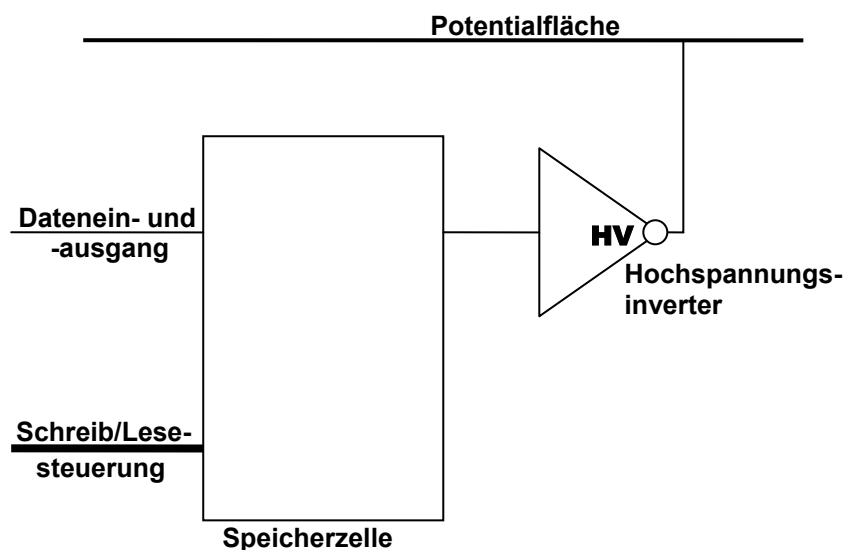 Potentialfläche
Datenein- und
-ausgang
HV
Hochspannungs-
inverter
Schreib/Lese-
steuerung
Speicherzelle